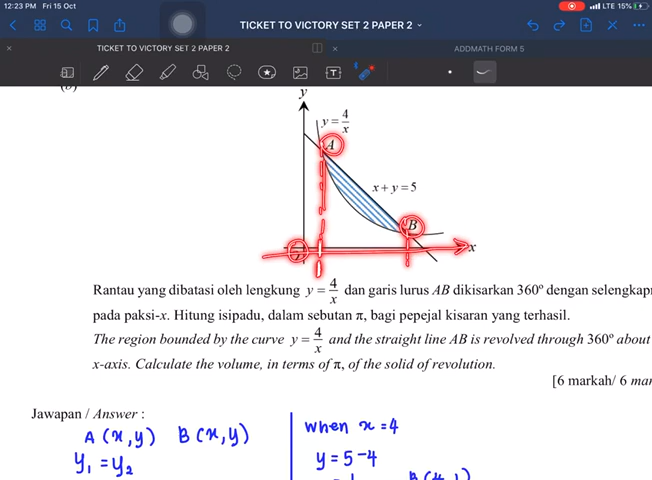 12:23 PM Fri 15 Oct
LTE 15%
TICKET TO VICTORY SET 2 PAPER 2
TICKET TO VICTORY SET 2 PAPER 2
ADDMATH FORM 5
(b)
y
y = 4/x
A
x + y = 5
B
x
Rantau yang dibatasi oleh lengkung y = 4/x dan garis lurus AB dikisarkan 360° dengan selengkap
pada paksi-x. Hitung isipadu, dalam sebutan π, bagi pepejal kisaran yang terhasil.
The region bounded by the curve y = 4/x and the straight line AB is revolved through 360° about
x-axis. Calculate the volume, in terms of π, of the solid of revolution.
[6 markah/ 6 mar
Jawapan / Answer :
A (x, y) B (x, y)
y₁ = y₂
when x = 4
y = 5 - 4